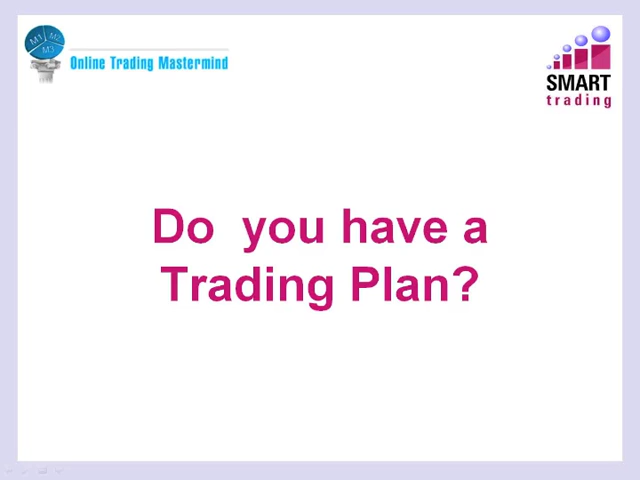 M1 M2
M3
Online Trading Mastermind
SMART
trading
Do  you have a
Trading Plan?